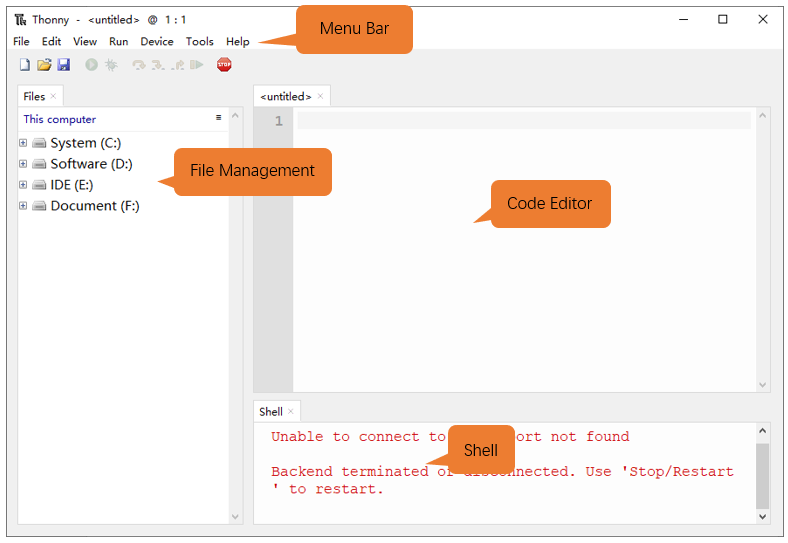 Thonny - <untitled> @ 1 : 1
File Edit View Run Device Tools Help
Menu Bar
STOP
Files
<untitled>
This computer
1
System (C:)
Software (D:)
IDE (E:)
Document (F:)
File Management
Code Editor
Shell
Unable to connect to ort not found
Shell
Backend terminated or disconnected. Use 'Stop/Restart
' to restart.